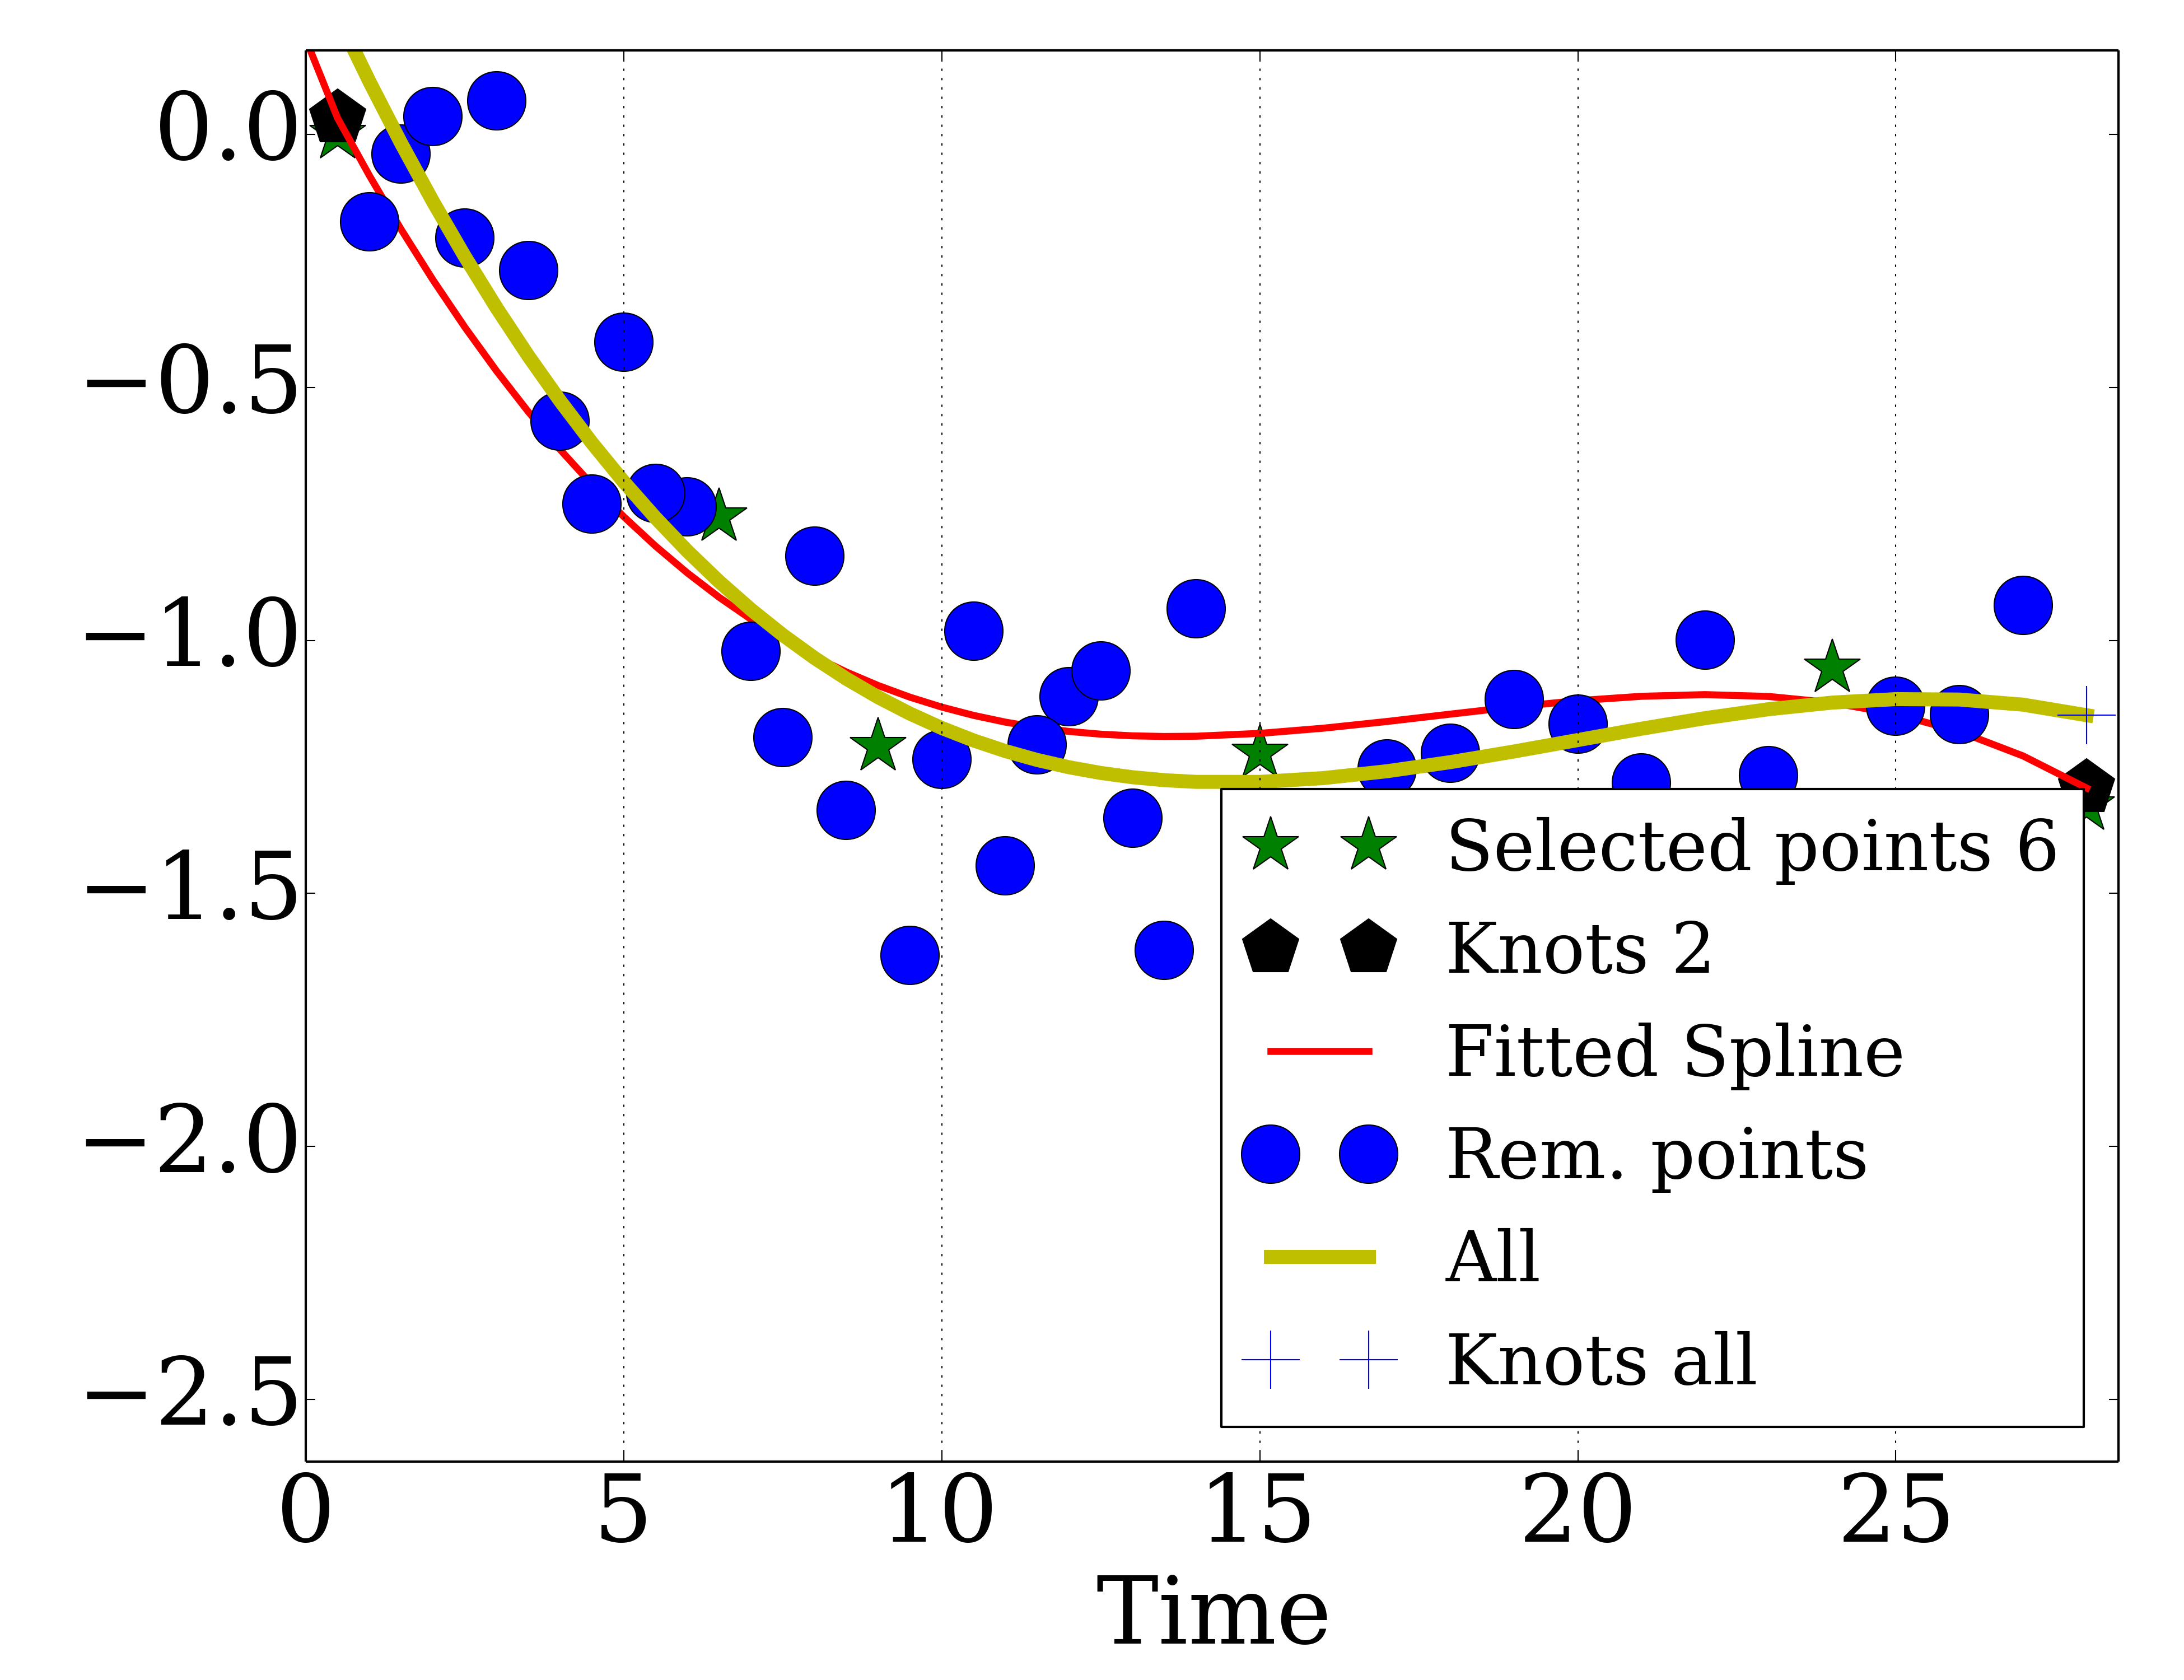 0.0
−0.5
−1.0
−1.5
−2.0
−2.5
Selected points 6
Knots 2
Fitted Spline
Rem. points
All
Knots all
0 5 10 15 20 25
Time